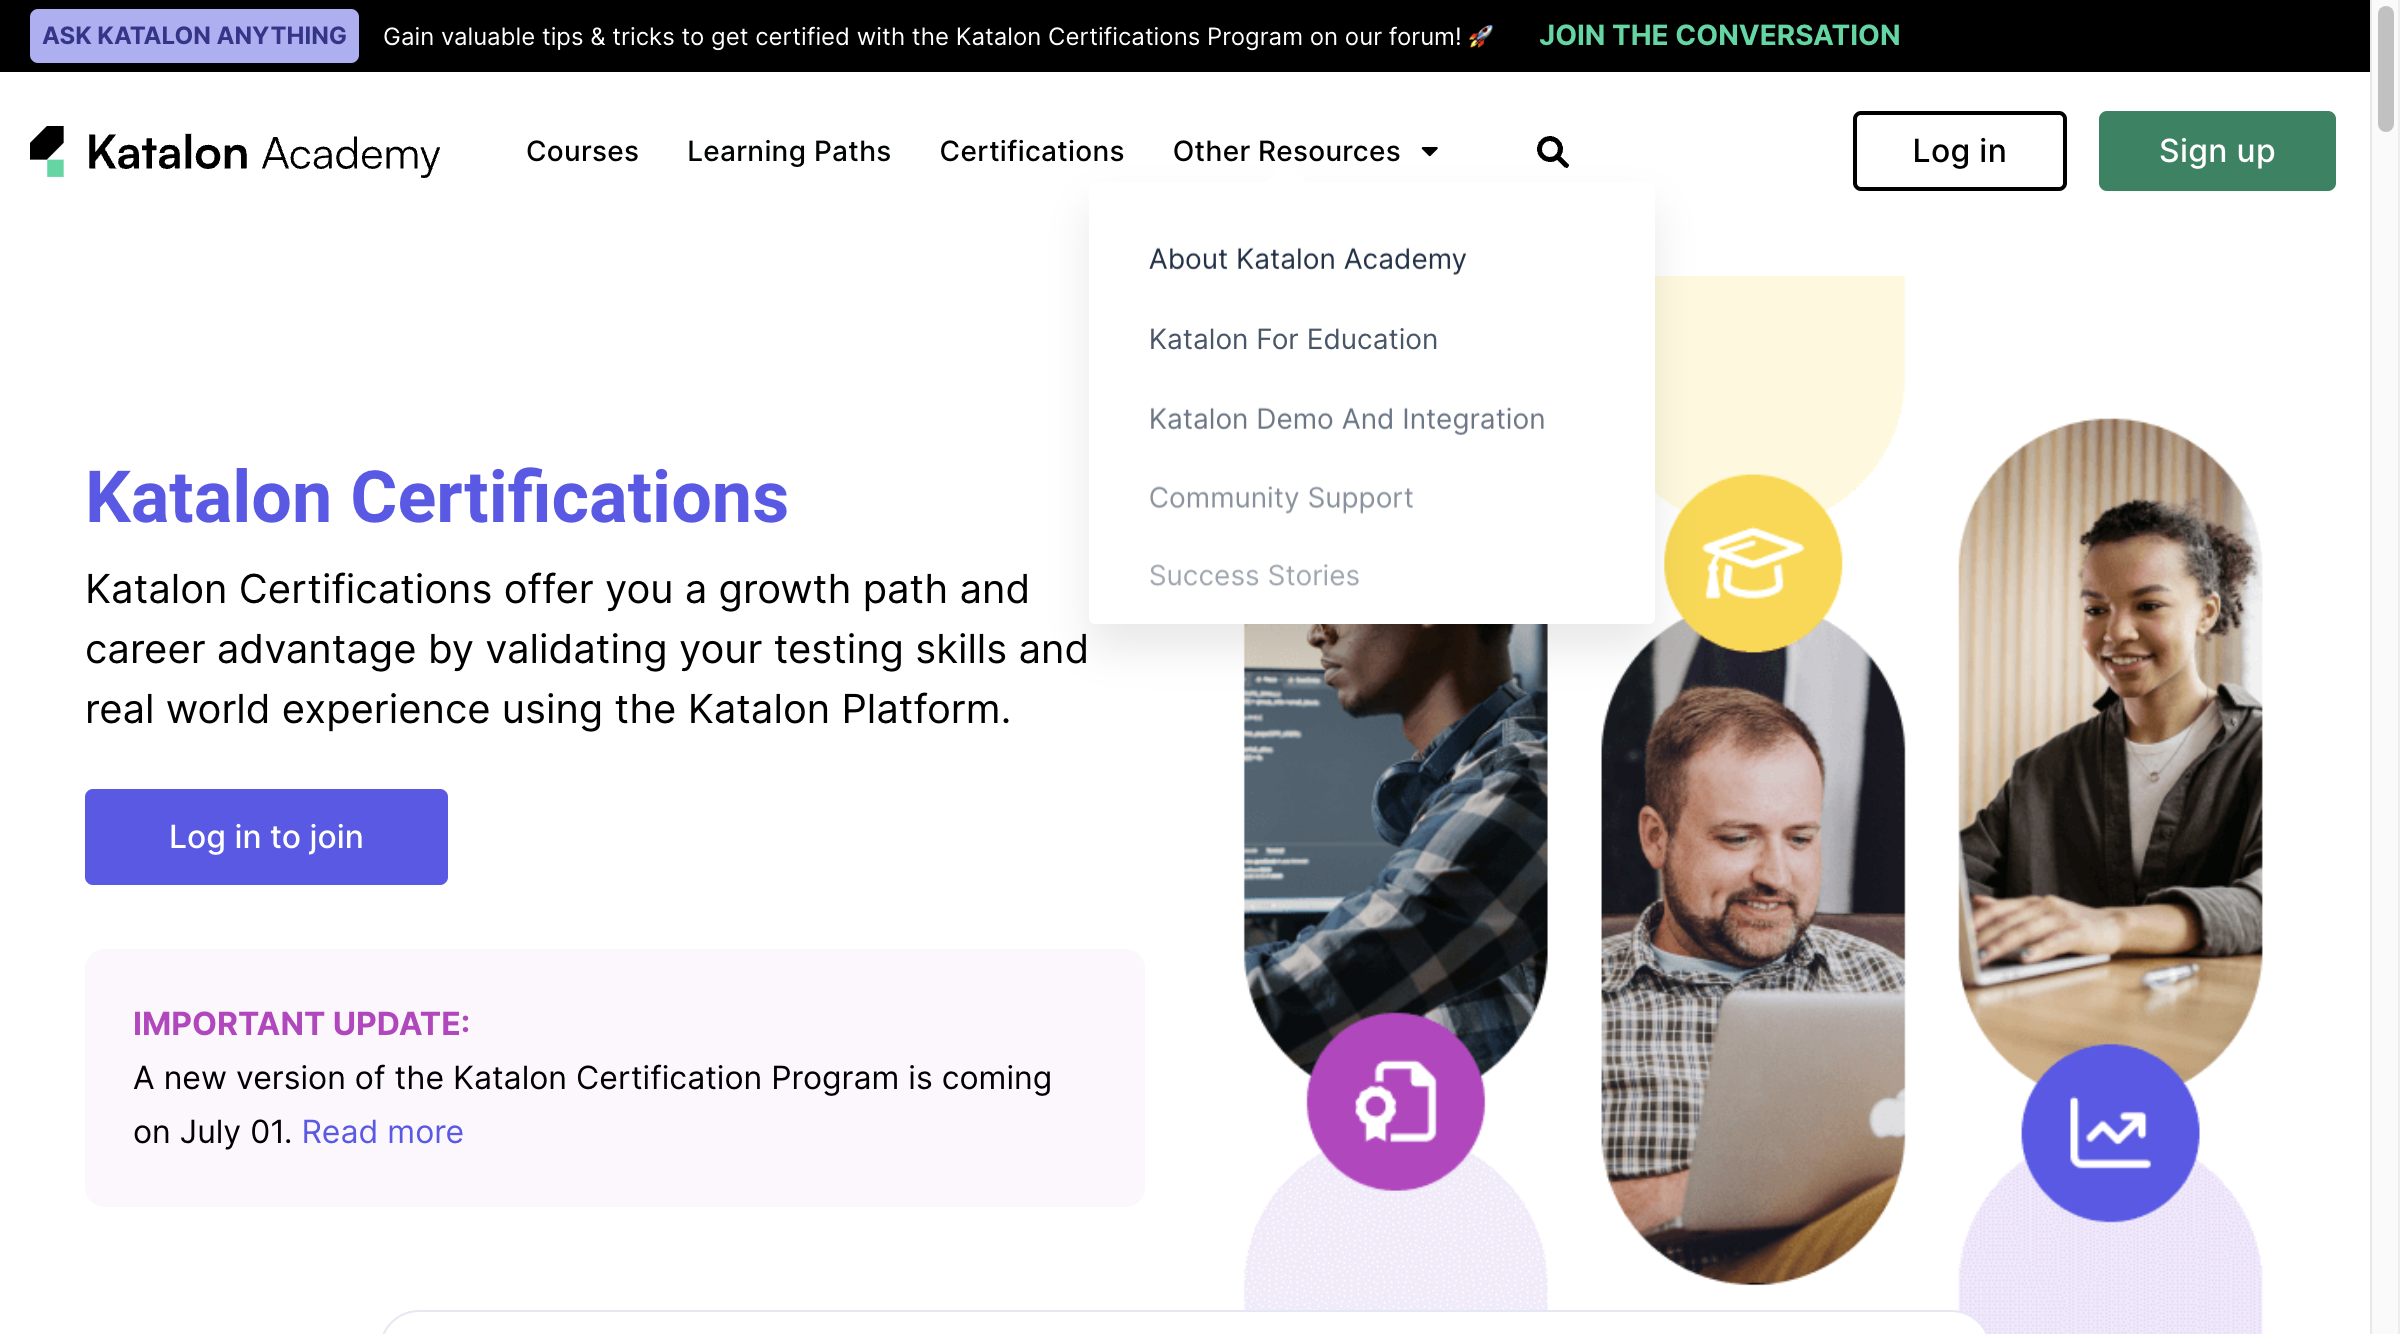 ASK KATALON ANYTHING Gain valuable tips & tricks to get certified with the Katalon Certifications Program on our forum! 🚀 JOIN THE CONVERSATION
Katalon Academy Courses Learning Paths Certifications Other Resources Log in Sign up
About Katalon Academy
Katalon For Education
Katalon Demo And Integration
Community Support
Success Stories
Katalon Certifications
Katalon Certifications offer you a growth path and
career advantage by validating your testing skills and
real world experience using the Katalon Platform.
Log in to join
IMPORTANT UPDATE:
A new version of the Katalon Certification Program is coming
on July 01. Read more